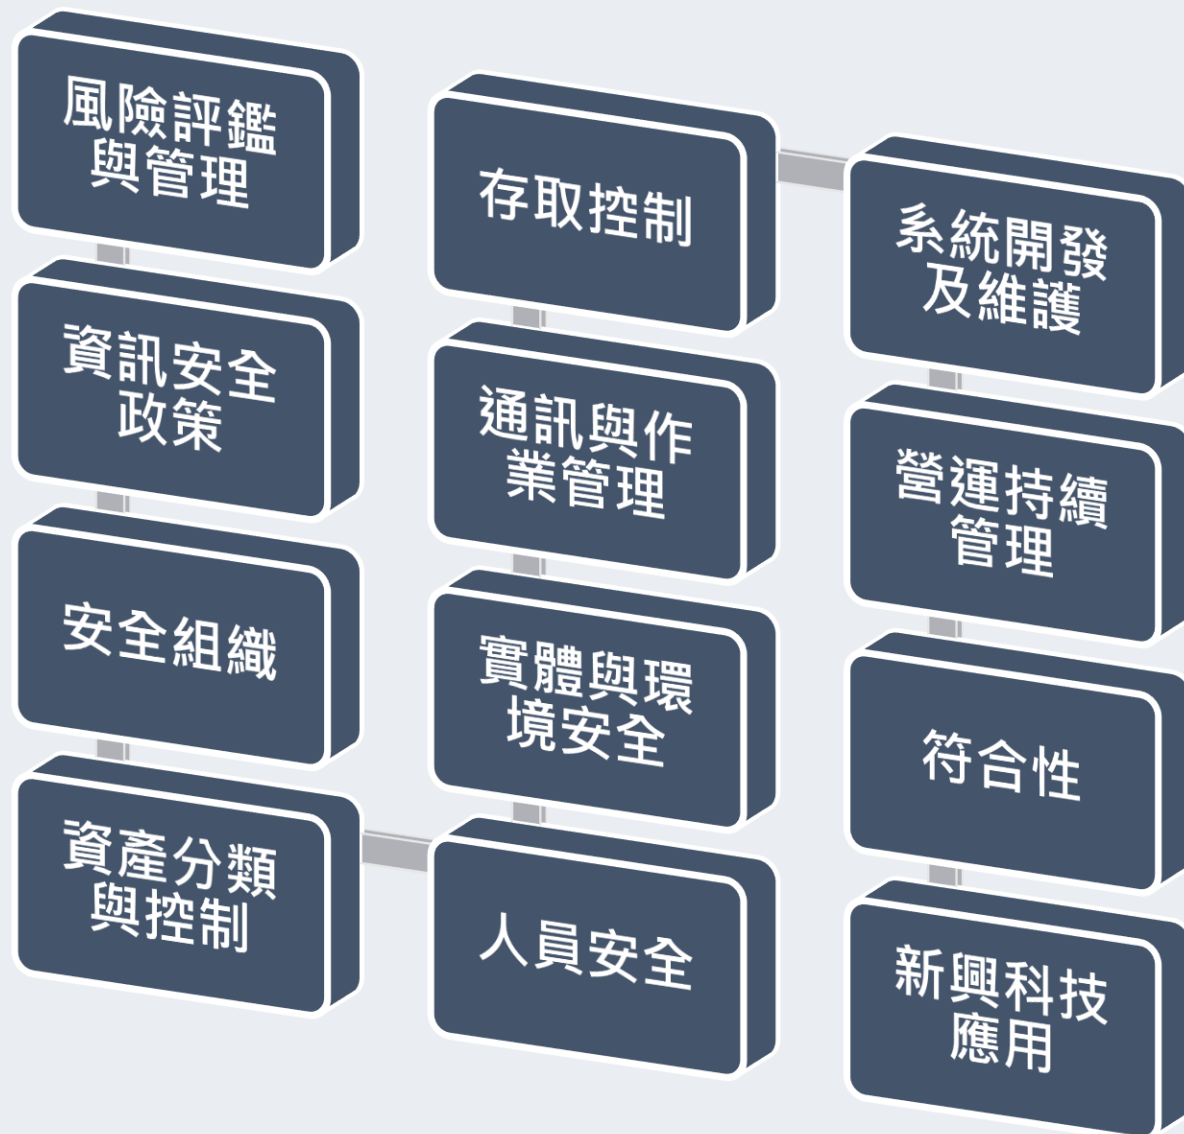 風險評鑑
與管理
資訊安全
政策
安全組織
資產分類
與控制
人員安全
實體與環
境安全
通訊與作
業管理
存取控制
系統開發
及維護
營運持續
管理
符合性
新興科技
應用